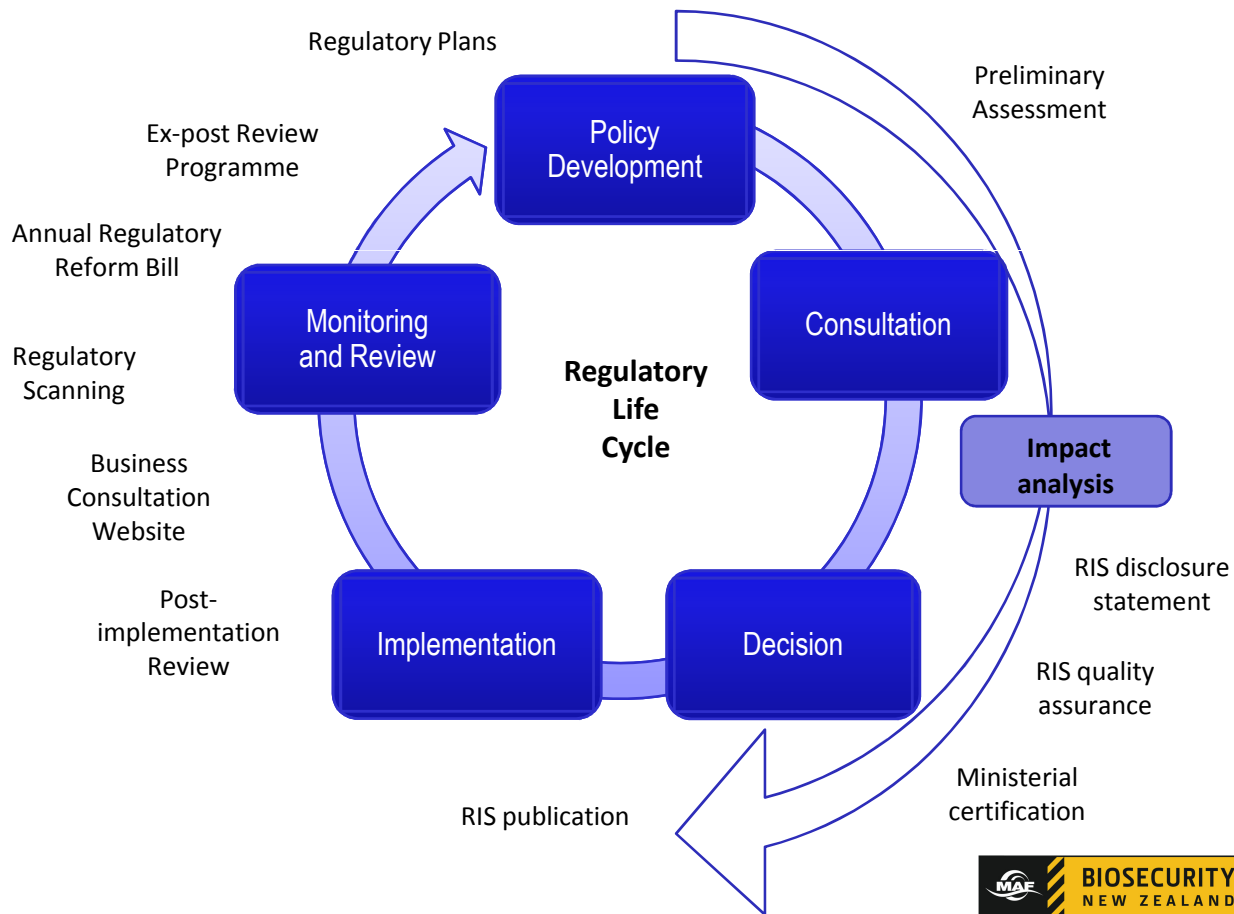 Regulatory Plans
Preliminary
Assessment
Policy
Development
Ex-post Review
Programme
Annual Regulatory
Reform Bill
Monitoring
and Review
Consultation
Regulatory
Scanning
Regulatory
Life
Cycle
Impact
analysis
Business
Consultation
Website
RIS disclosure
statement
Post-
implementation
Review
Implementation
Decision
RIS quality
assurance
Ministerial
certification
RIS publication
MAF
BIOSECURITY
NEW ZEALAND